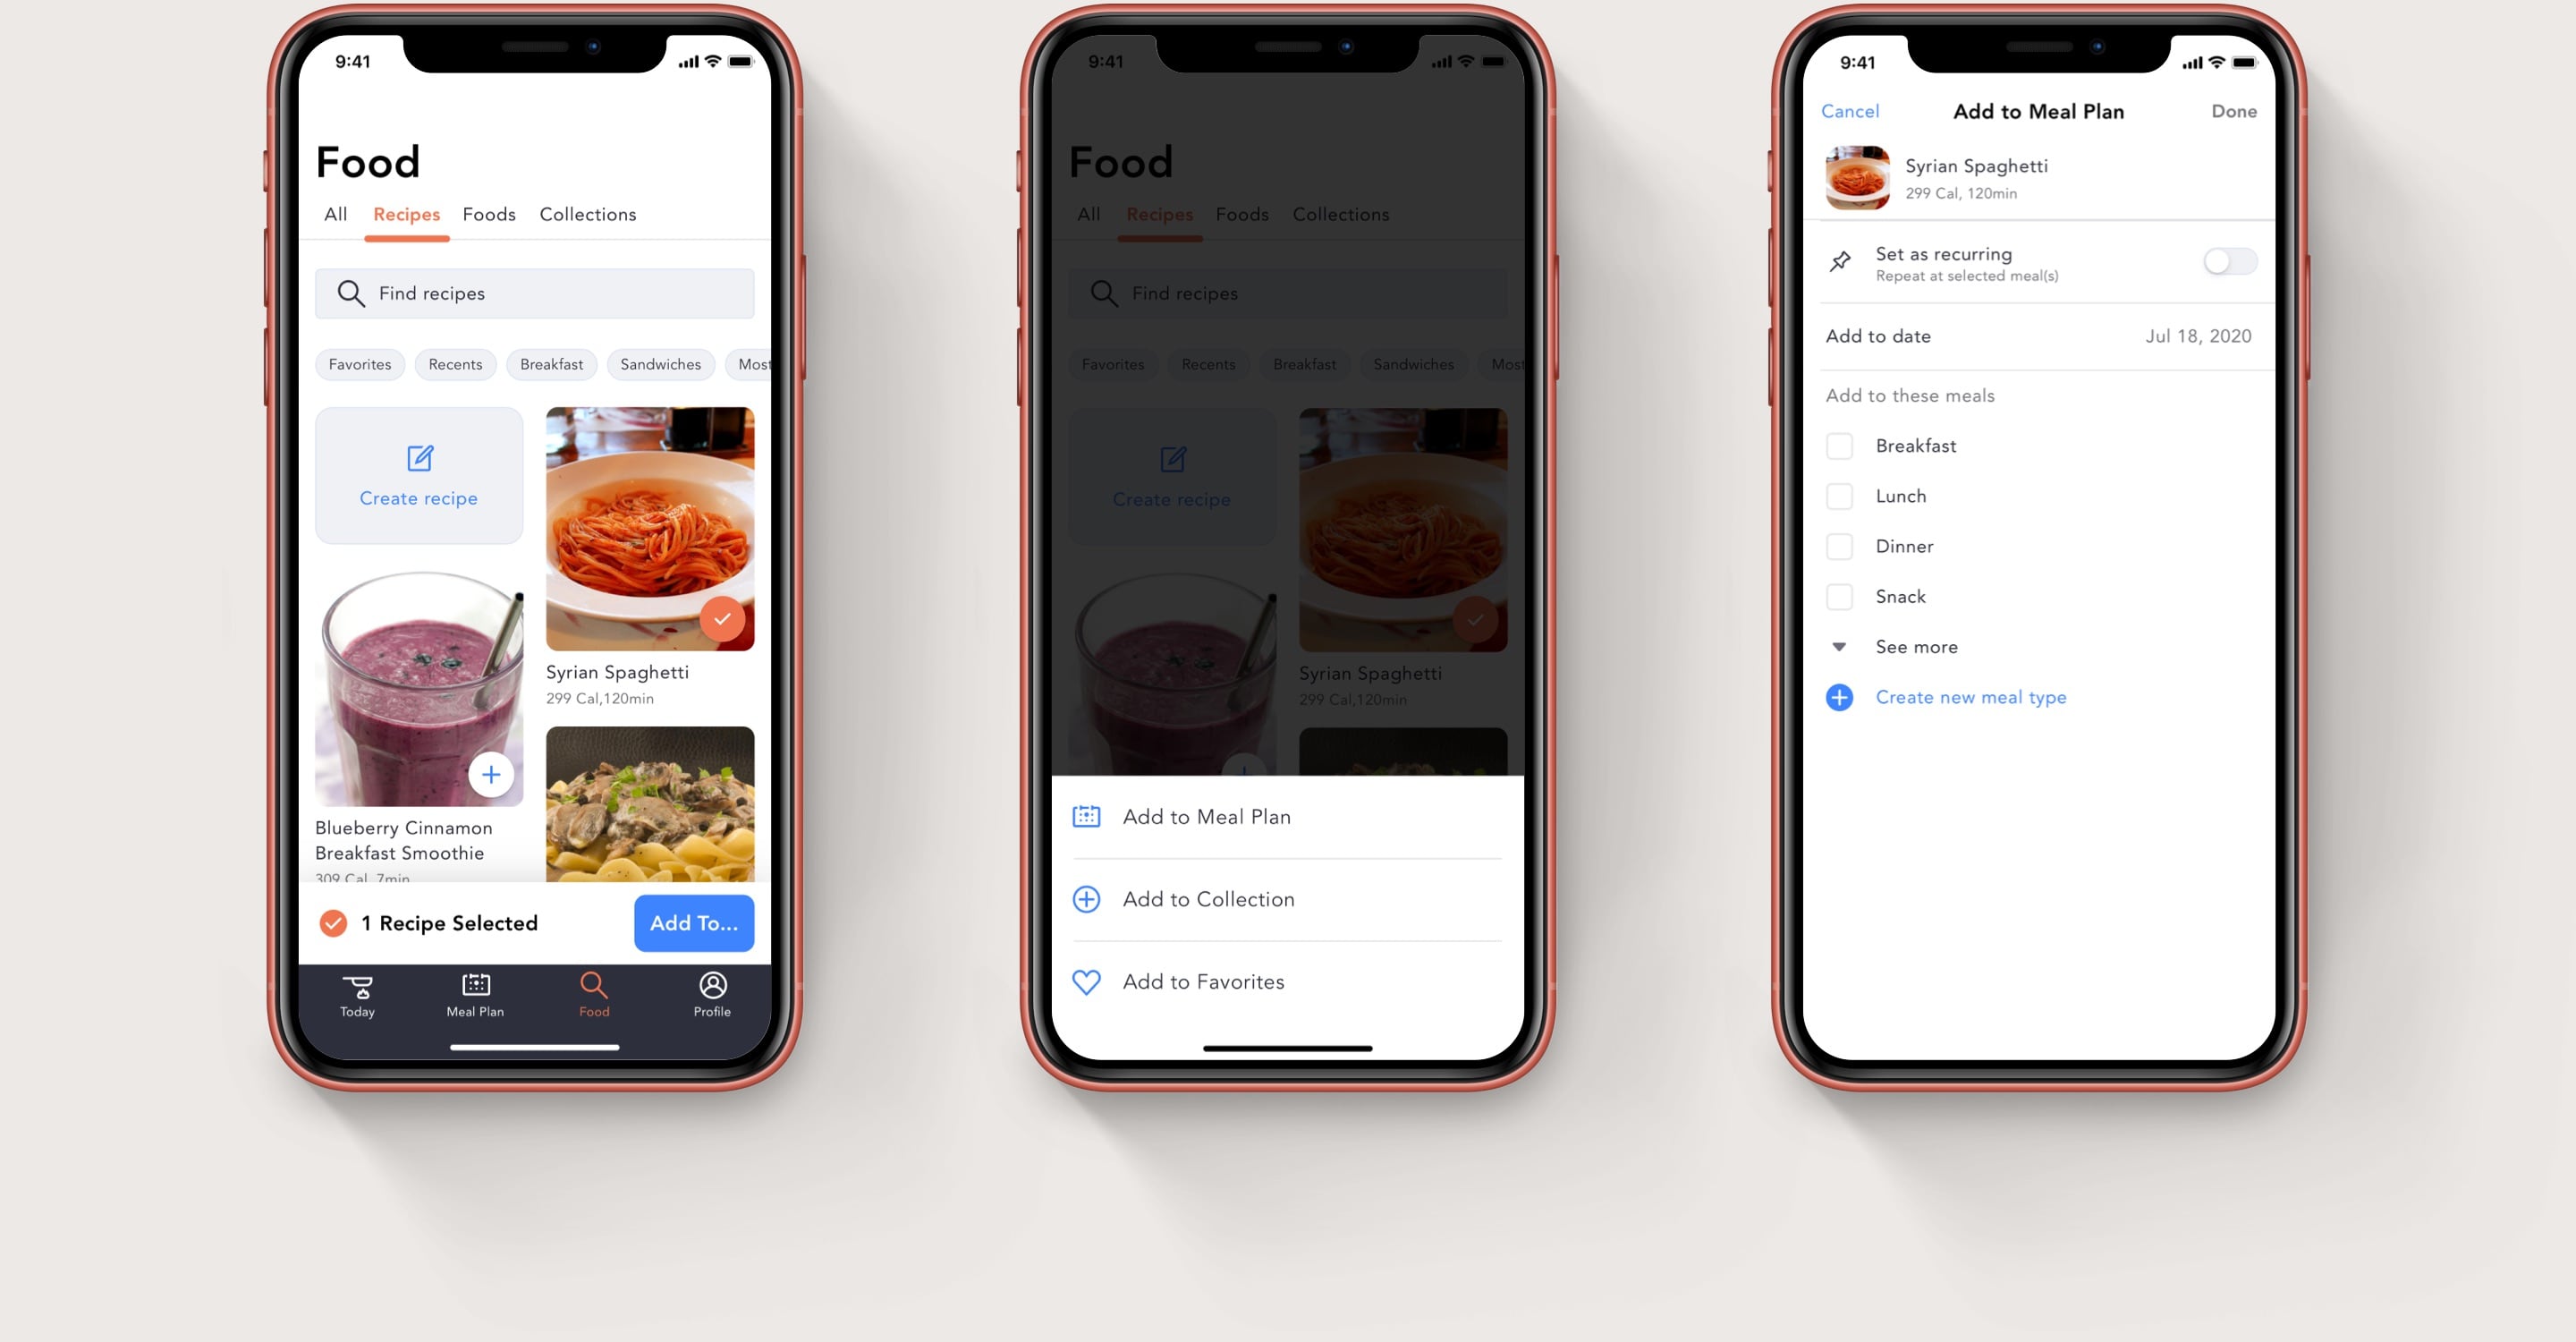 9:41
Food
All Recipes Foods Collections
Find recipes
Favorites Recents Breakfast Sandwiches Most
Create recipe
Syrian Spaghetti
299 Cal,120min
Blueberry Cinnamon
Breakfast Smoothie
309 Cal, 7min
1 Recipe Selected Add To...
Today Meal Plan Food Profile
9:41
Food
All Recipes Foods Collections
Find recipes
Favorites Recents Breakfast Sandwiches Most
Create recipe
Syrian Spaghetti
299 Cal,120min
Add to Meal Plan
Add to Collection
Add to Favorites
9:41
Cancel Add to Meal Plan Done
Syrian Spaghetti
299 Cal, 120min
Set as recurring
Repeat at selected meal(s)
Add to date Jul 18, 2020
Add to these meals
Breakfast
Lunch
Dinner
Snack
See more
Create new meal type